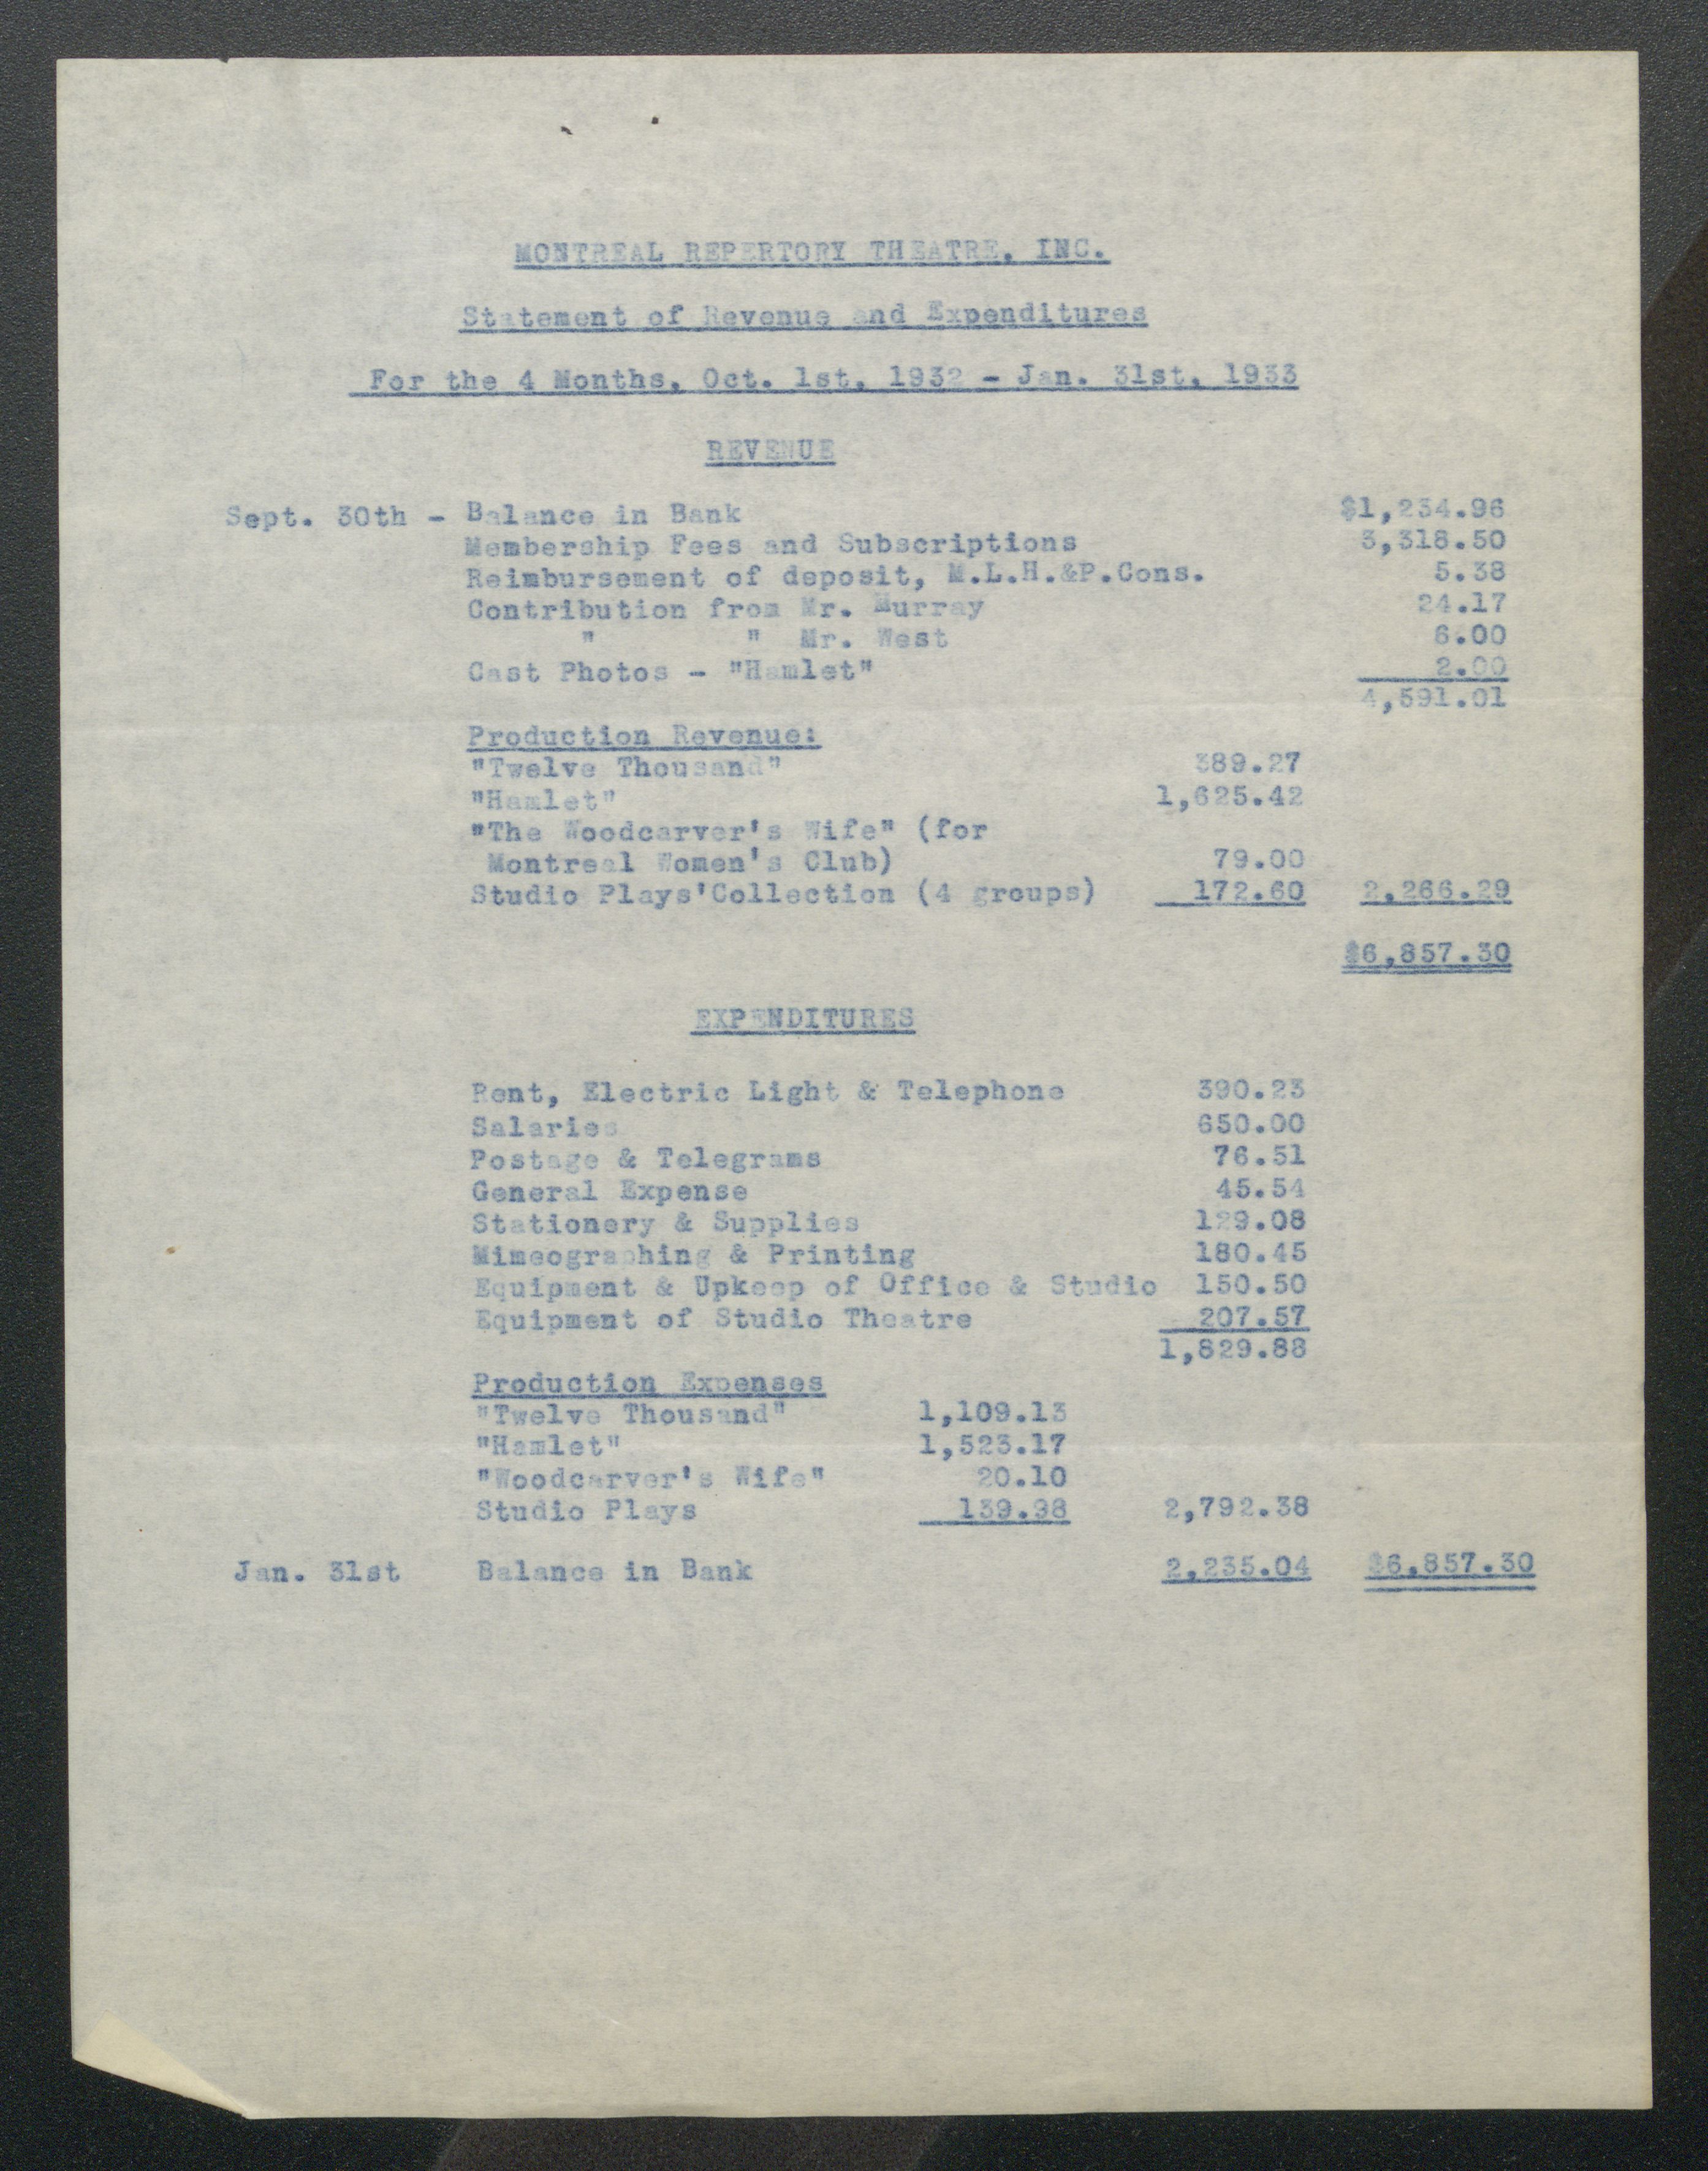 MONTREAL REPERTORY THEATRE, INC.
Statement of Revenue and Expenditures
For the 4 Months, Oct. 1st, 1932 - Jan. 31st, 1933
REVENUE
Sept. 30th - Balance in Bank $1,234.96
Membership Fees and Subscriptions 3,318.50
Reimbursement of deposit, M.L.H.&P.Cons. 5.38
Contribution from Mr. Murray 24.17
" " Mr. West 6.00
Cast Photos - "Hamlet" 2.00
4,591.01
Production Revenue:
"Twelve Thousand" 389.27
"Hamlet" 1,625.42
"The Woodcarver's Wife" (for
Montreal Women's Club) 79.00
Studio Plays'Collection (4 groups) 172.60 2,266.29
$6,857.30
EXPENDITURES
Rent, Electric Light & Telephone 390.23
Salaries 650.00
Postage & Telegrams 76.51
General Expense 45.54
Stationery & Supplies 129.08
Mimeographing & Printing 180.45
Equipment & Upkeep of Office & Studio 150.50
Equipment of Studio Theatre 207.57
1,829.88
Production Expenses
"Twelve Thousand" 1,109.13
"Hamlet" 1,523.17
"Woodcarver's Wife" 20.10
Studio Plays 139.98 2,792.38
Jan. 31st Balance in Bank 2,235.04 $6,857.30